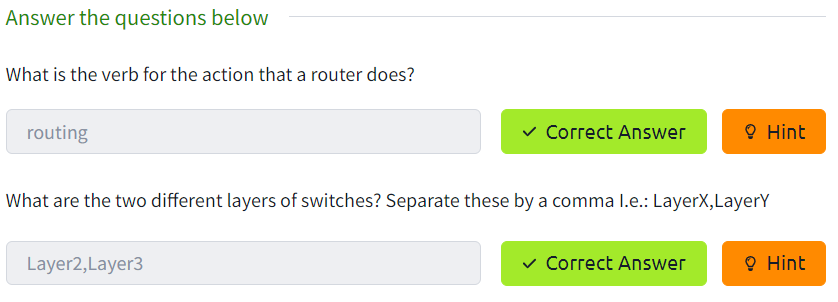 Answer the questions below
What is the verb for the action that a router does?
routing
Correct Answer
Hint
What are the two different layers of switches? Separate these by a comma I.e.: LayerX,LayerY
Layer2,Layer3
Correct Answer
Hint